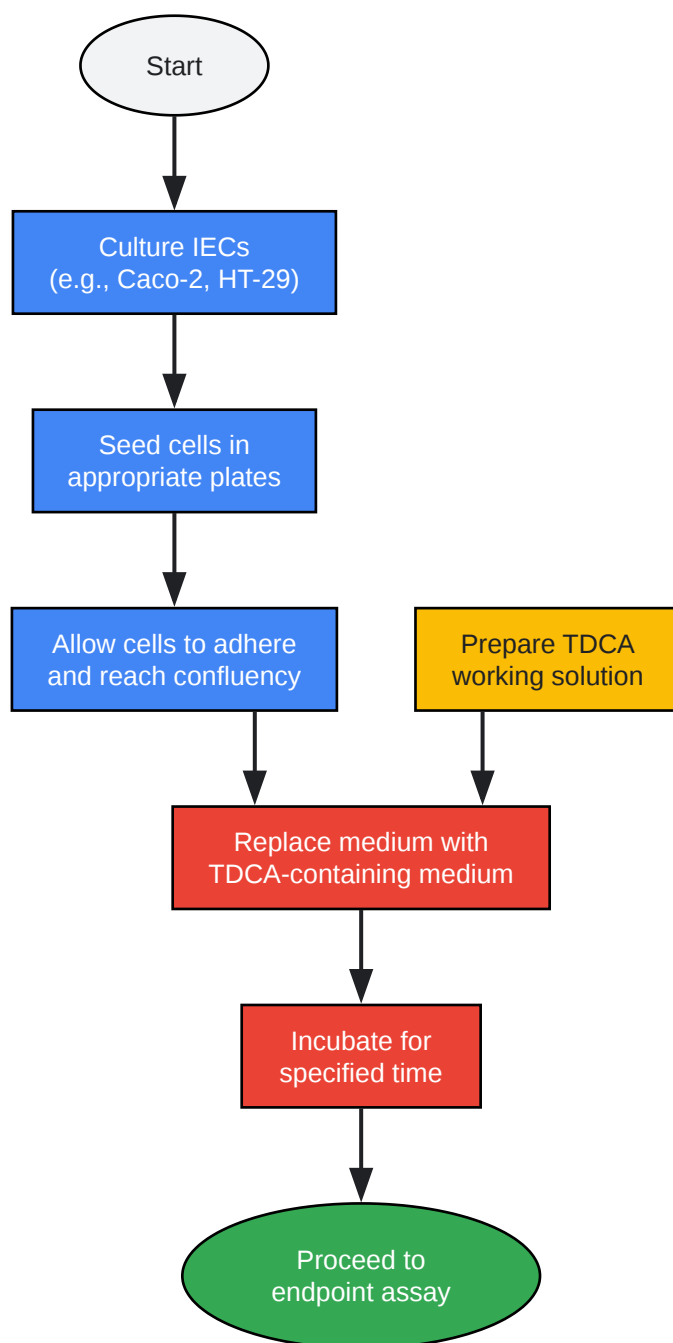 Start
Culture IECs
(e.g., Caco-2, HT-29)
Seed cells in
appropriate plates
Allow cells to adhere
and reach confluency
Prepare TDCA
working solution
Replace medium with
TDCA-containing medium
Incubate for
specified time
Proceed to
endpoint assay